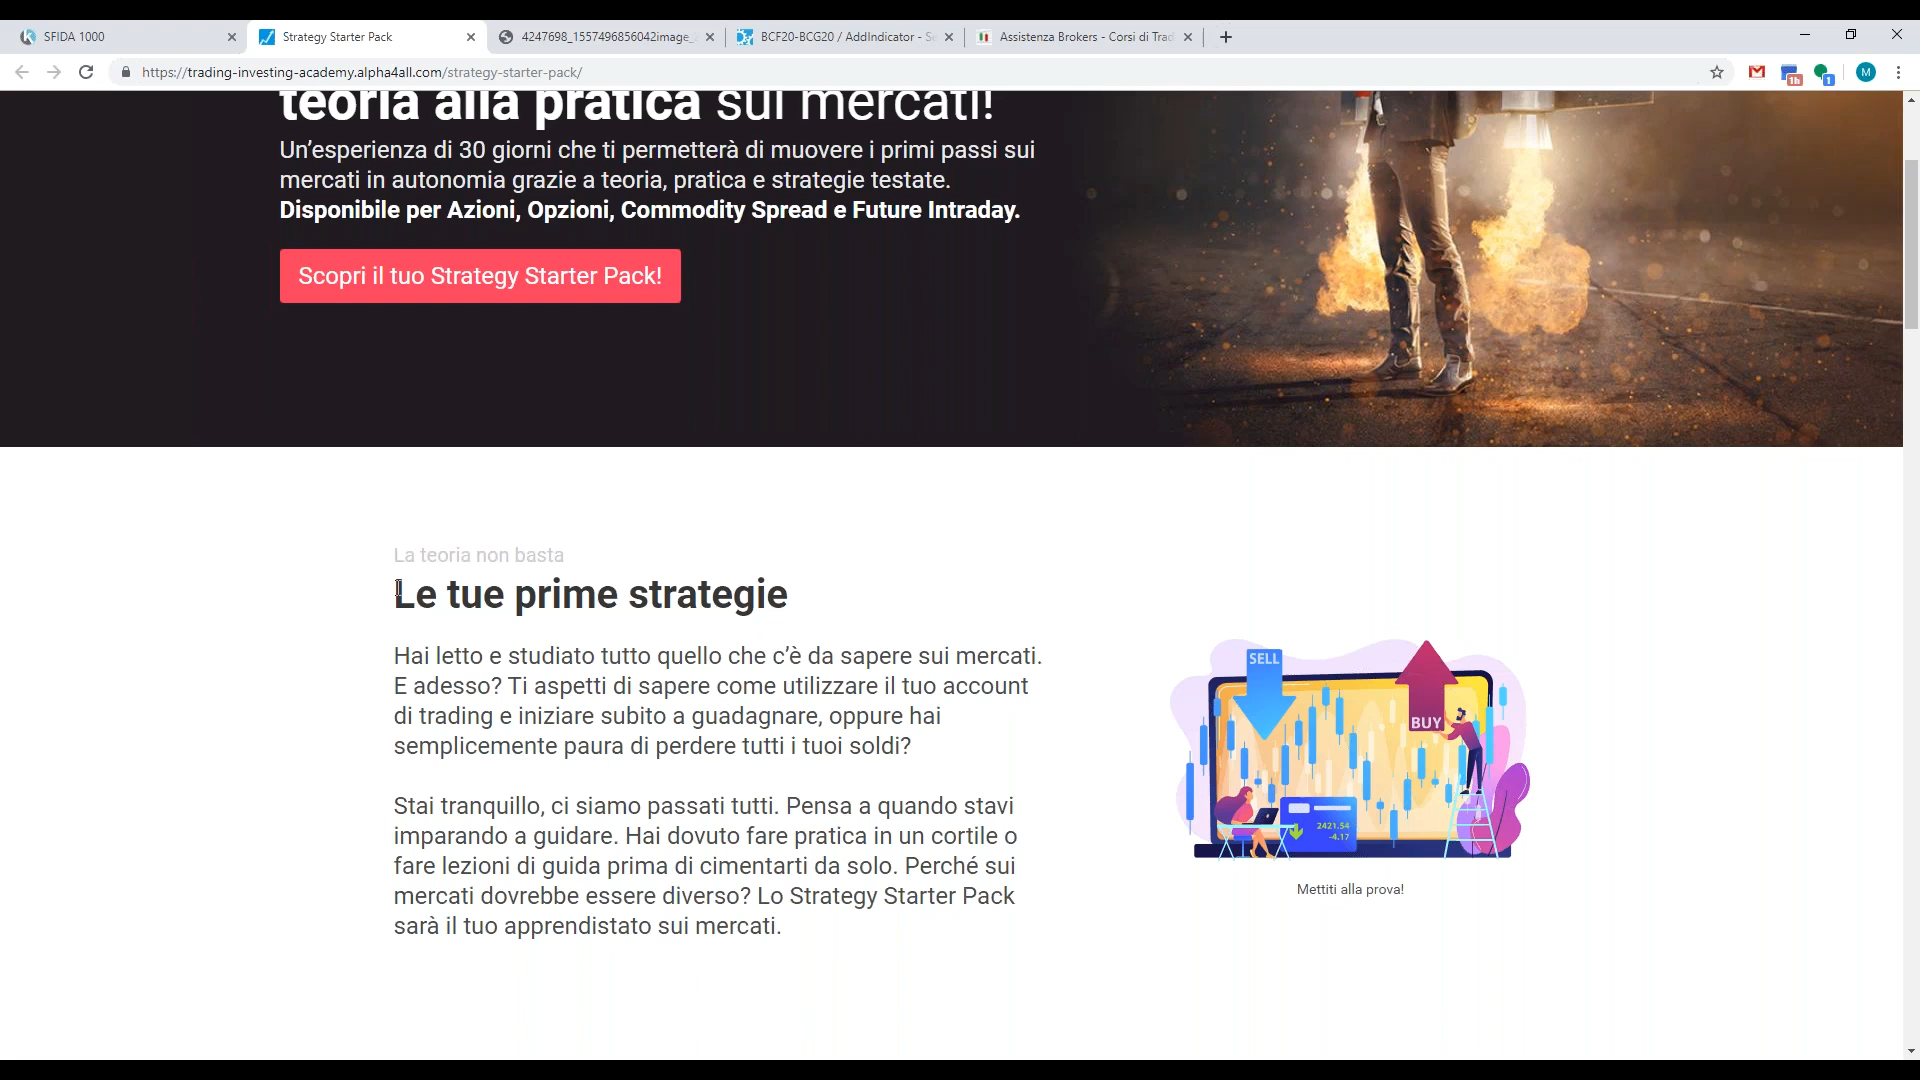 SFIDA 1000
Strategy Starter Pack
4247698_1557496856042image_
BCF20-BCG20 / AddIndicator - S
Assistenza Brokers - Corsi di Trad
https://trading-investing-academy.alpha4all.com/strategy-starter-pack/
1h
1
M
teoria alla pratica sui mercati!
Un'esperienza di 30 giorni che ti permetterà di muovere i primi passi sui
mercati in autonomia grazie a teoria, pratica e strategie testate.
Disponibile per Azioni, Opzioni, Commodity Spread e Future Intraday.
Scopri il tuo Strategy Starter Pack!
La teoria non basta
Le tue prime strategie
Hai letto e studiato tutto quello che c'è da sapere sui mercati.
E adesso? Ti aspetti di sapere come utilizzare il tuo account
di trading e iniziare subito a guadagnare, oppure hai
semplicemente paura di perdere tutti i tuoi soldi?
Stai tranquillo, ci siamo passati tutti. Pensa a quando stavi
imparando a guidare. Hai dovuto fare pratica in un cortile o
fare lezioni di guida prima di cimentarti da solo. Perché sui
mercati dovrebbe essere diverso? Lo Strategy Starter Pack
sarà il tuo apprendistato sui mercati.
SELL
BUY
2421.54
-4.17
Mettiti alla prova!